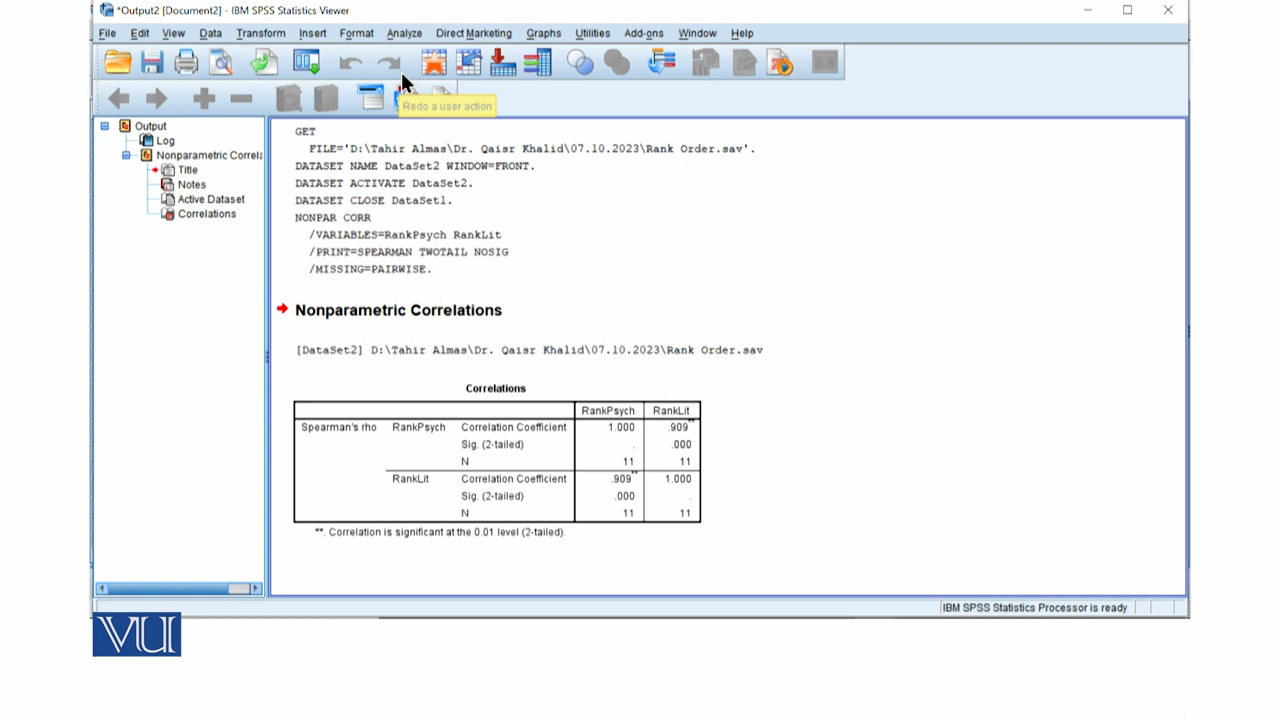 *Output2 [Document2] - IBM SPSS Statistics Viewer
File Edit View Data Transform Insert Format Analyze Direct Marketing Graphs Utilities Add-ons Window Help
Redo a user action
Output
Log
Nonparametric Correla
Title
Notes
Active Dataset
Correlations
GET
FILE='D:\Tahir Almas\Dr. Qaisr Khalid\07.10.2023\Rank Order.sav'.
DATASET NAME DataSet2 WINDOW=FRONT.
DATASET ACTIVATE DataSet2.
DATASET CLOSE DataSet1.
NONPAR CORR
/VARIABLES=RankPsych RankLit
/PRINT=SPEARMAN TWOTAIL NOSIG
/MISSING=PAIRWISE.
Nonparametric Correlations
[DataSet2] D:\Tahir Almas\Dr. Qaisr Khalid\07.10.2023\Rank Order.sav
Correlations
RankPsych RankLit
Spearman's rho RankPsych Correlation Coefficient 1.000 .909**
Sig. (2-tailed) . .000
N 11 11
RankLit Correlation Coefficient .909** 1.000
Sig. (2-tailed) .000 .
N 11 11
**. Correlation is significant at the 0.01 level (2-tailed).
IBM SPSS Statistics Processor is ready
VU